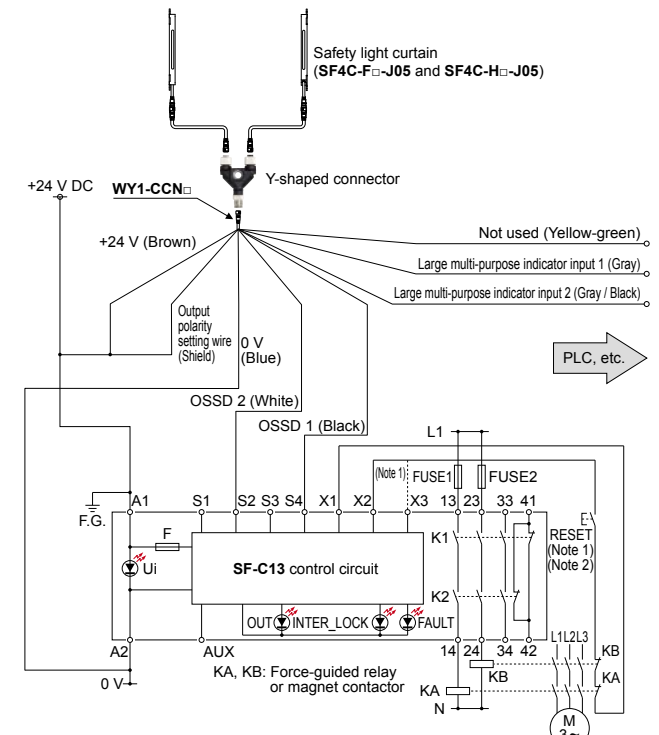 Safety light curtain
(SF4C-F□-J05 and SF4C-H□-J05)
Y-shaped connector
+24 V DC
WY1-CCN□
+24 V (Brown)
Not used (Yellow-green)
Large multi-purpose indicator input 1 (Gray)
Large multi-purpose indicator input 2 (Gray / Black)
Output
polarity
setting wire
(Shield)
0 V
(Blue)
PLC, etc.
OSSD 2 (White)
OSSD 1 (Black)
L1
(Note 1)
FUSE1
FUSE2
F.G.
A1
S1
S2
S3
S4
X1
X2
X3
13
23
33
41
F
K1
RESET
(Note 1)
(Note 2)
Ui
SF-C13 control circuit
K2
OUT
INTER_LOCK
FAULT
L1L2L3
A2
AUX
14
24
34
42
KB
KA, KB: Force-guided relay
or magnet contactor
KB
KA
0 V
KA
N
M
3~